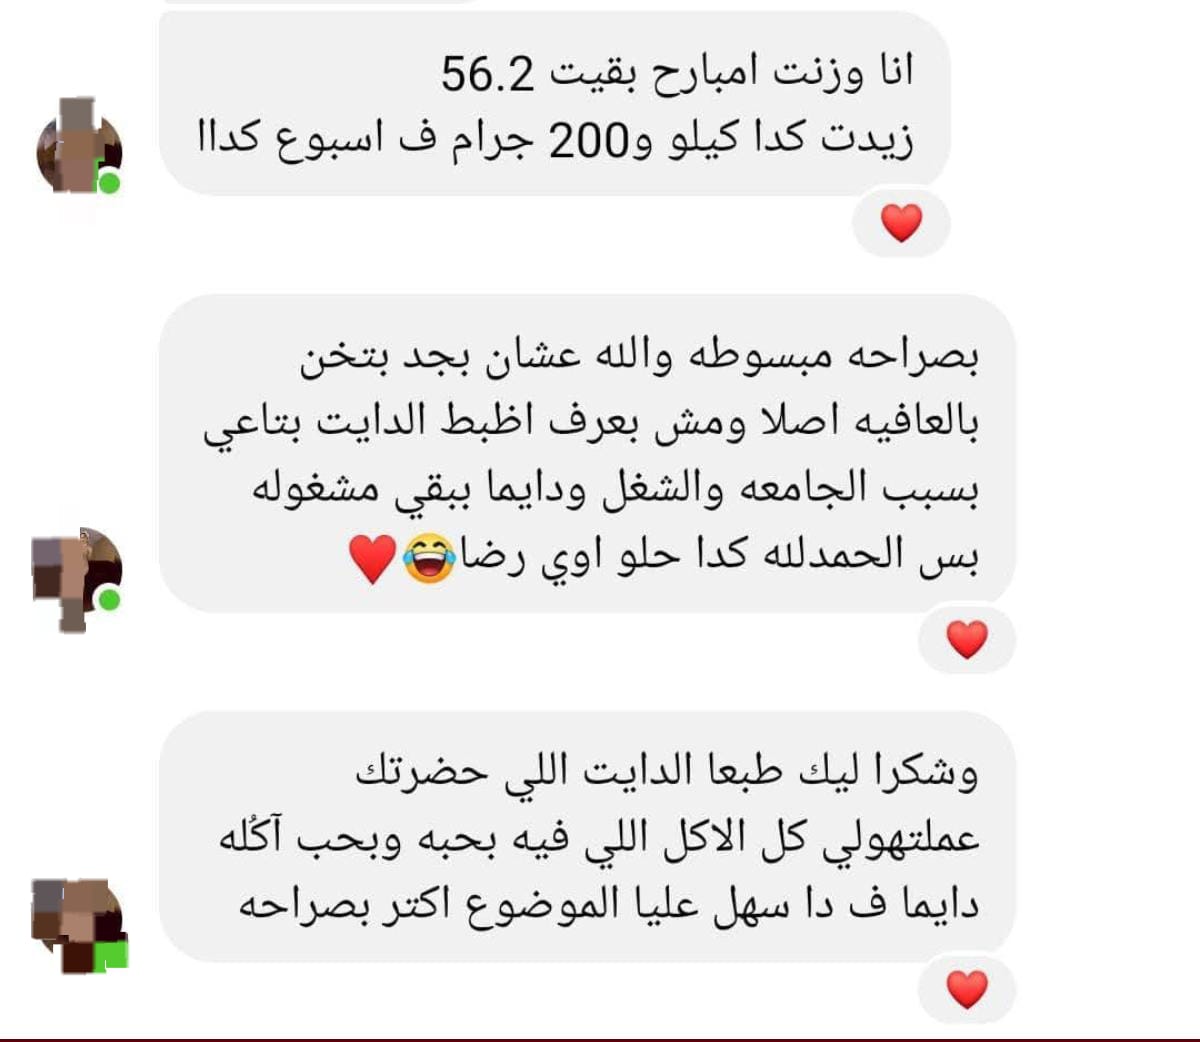 انا وزنت امبارح بقيت 56.2
زيدت كدا كيلو و200 جرام ف اسبوع كداا
بصراحه مبسوطه والله عشان بجد بتخن
بالعافيه اصلا ومش بعرف اظبط الدايت بتاعي
بسبب الجامعه والشغل ودايما ببقي مشغوله
بس الحمدلله كدا حلو اوي رضا😂♥
وشكرا ليك طبعا الدايت اللي حضرتك
عملتهولي كل الاكل اللي فيه بحبه وبحب آكُله
دايما ف دا سهل عليا الموضوع اكتر بصراحه